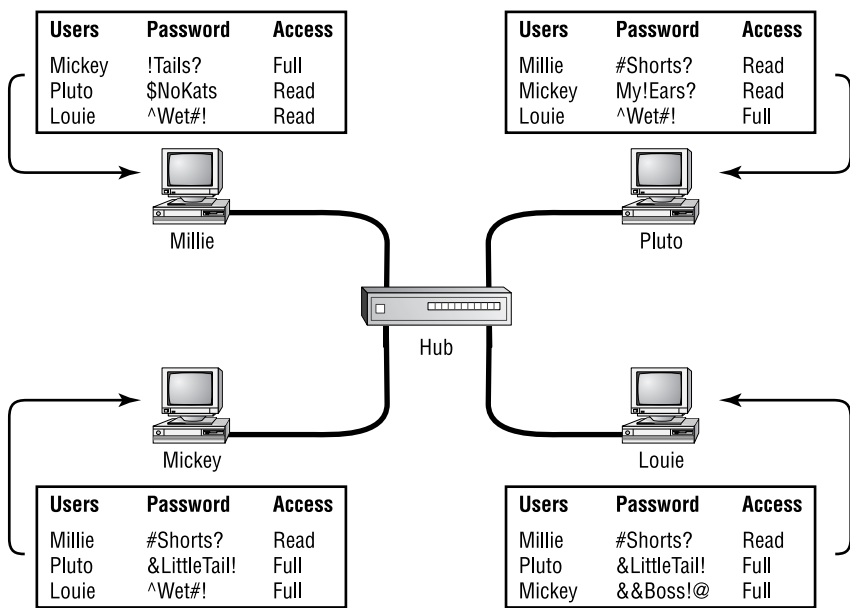 Users Password Access
Mickey !Tails? Full
Pluto $NoKats Read
Louie ^Wet#! Read
Users Password Access
Millie #Shorts? Read
Mickey My!Ears? Read
Louie ^Wet#! Full
Millie
Pluto
Hub
Mickey
Louie
Users Password Access
Millie #Shorts? Read
Pluto &LittleTail! Full
Louie ^Wet#! Full
Users Password Access
Millie #Shorts? Read
Pluto &LittleTail! Full
Mickey &&Boss!@ Full